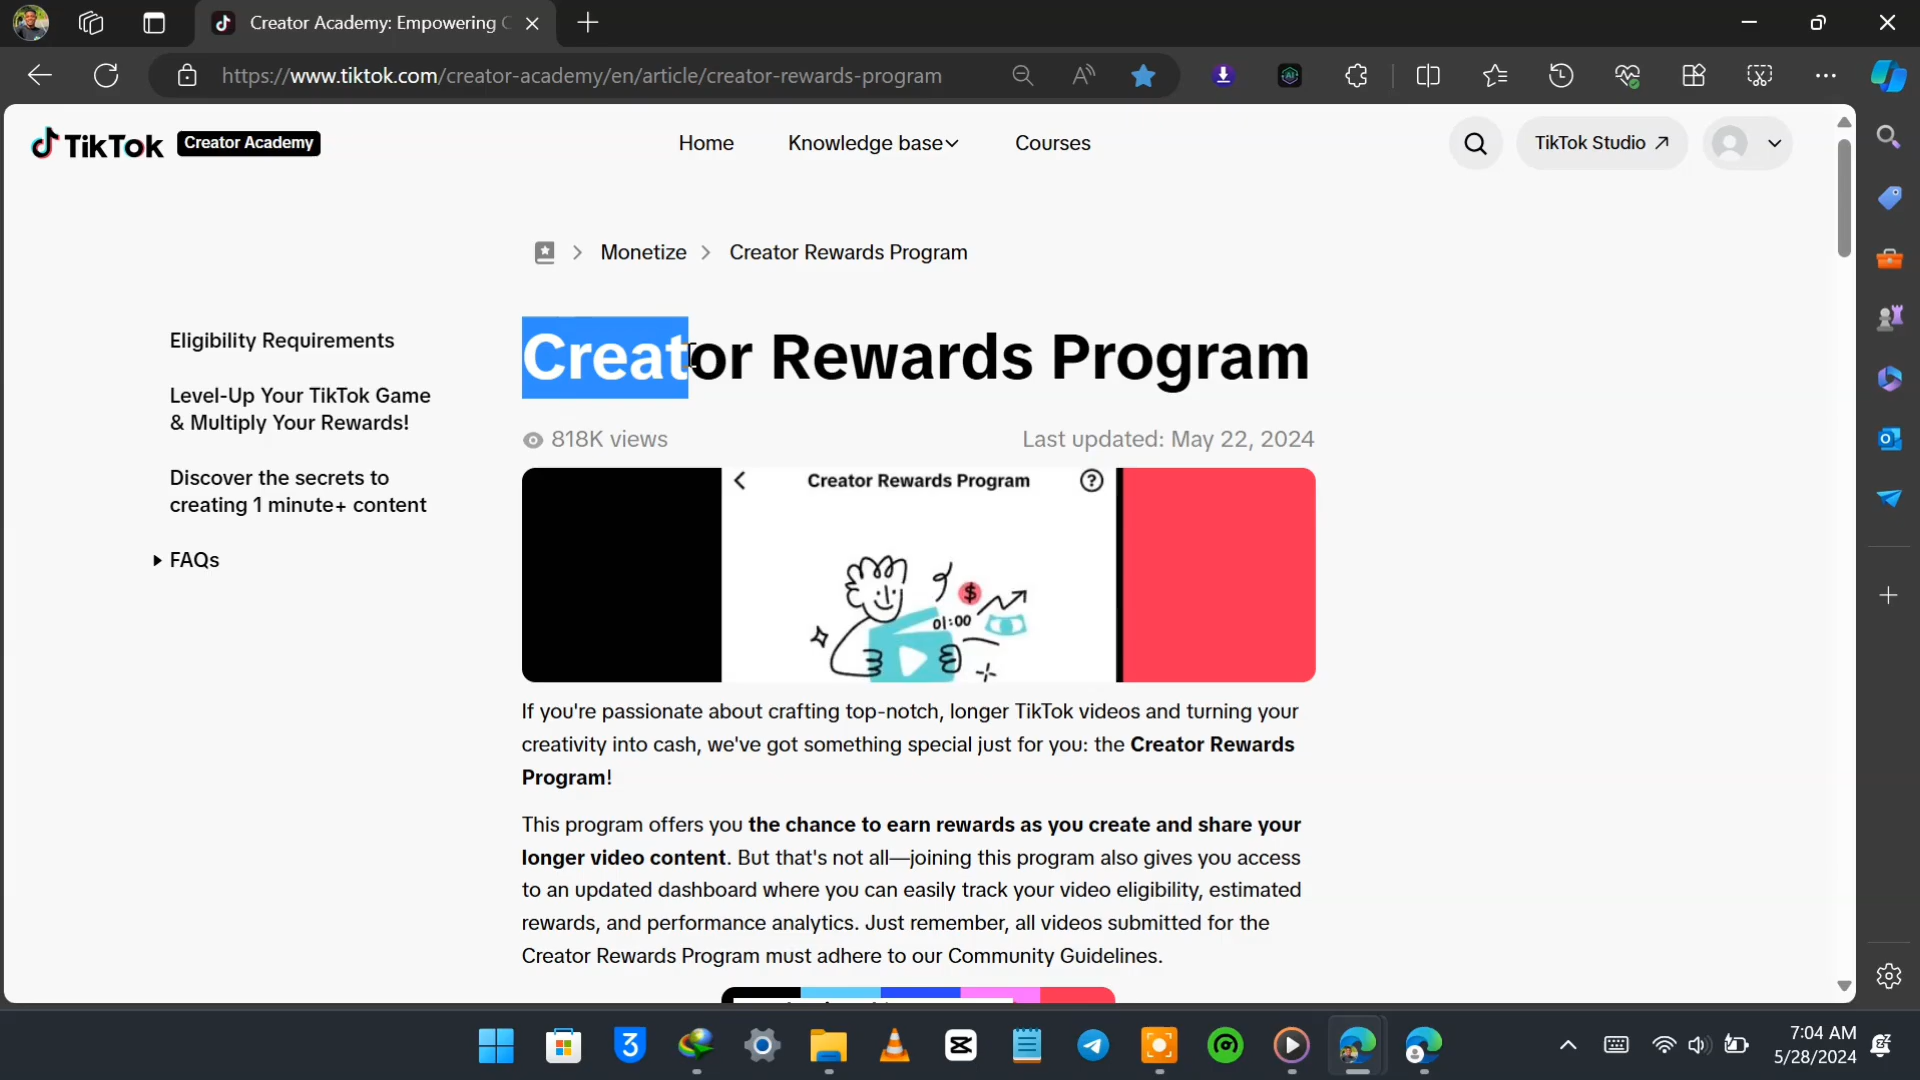 Creator Academy: Empowering C
https://www.tiktok.com/creator-academy/en/article/creator-rewards-program
TikTok Creator Academy
Home
Knowledge base
Courses
TikTok Studio
Monetize
Creator Rewards Program
Eligibility Requirements
Level-Up Your TikTok Game
& Multiply Your Rewards!
Discover the secrets to
creating 1 minute+ content
FAQs
Creator Rewards Program
818K views
Last updated: May 22, 2024
Creator Rewards Program
$
01:00
If you're passionate about crafting top-notch, longer TikTok videos and turning your
creativity into cash, we've got something special just for you: the Creator Rewards
Program!
This program offers you the chance to earn rewards as you create and share your
longer video content. But that's not all—joining this program also gives you access
to an updated dashboard where you can easily track your video eligibility, estimated
rewards, and performance analytics. Just remember, all videos submitted for the
Creator Rewards Program must adhere to our Community Guidelines.
7:04 AM
5/28/2024